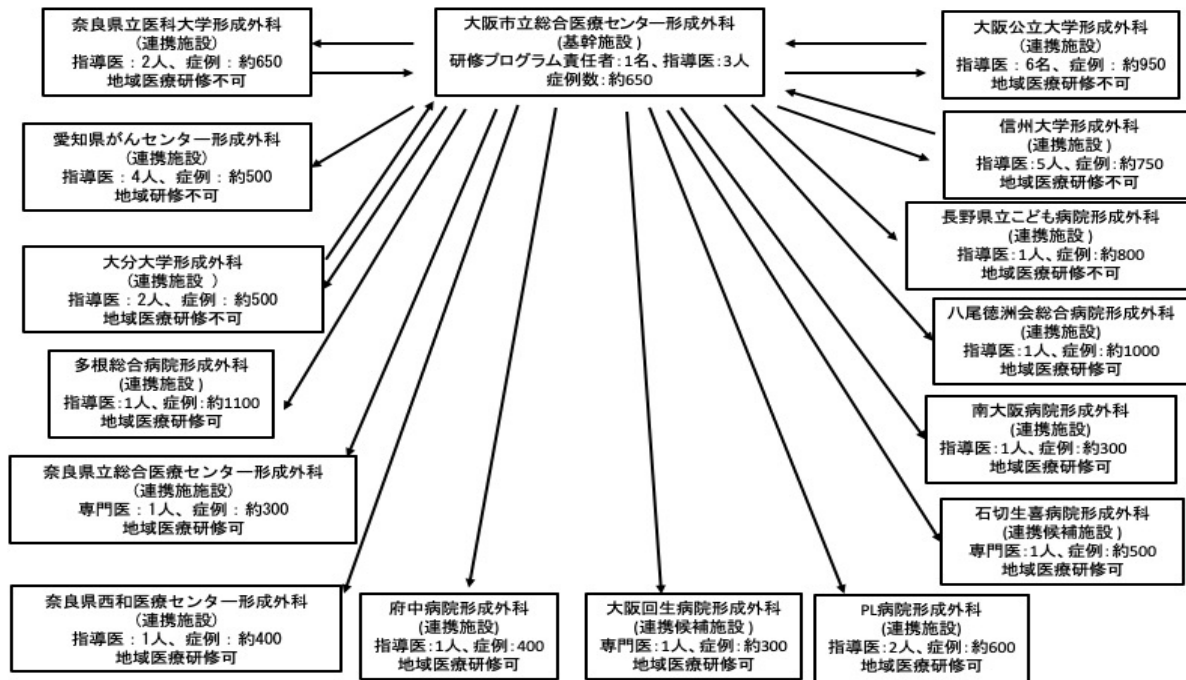 奈良県立医科大学形成外科
(連携施設)
指導医：2人、症例：約650
地域医療研修不可
大阪市立総合医療センター形成外科
(基幹施設)
研修プログラム責任者:1名、指導医:3人
症例数:約650
大阪公立大学形成外科
(連携施設)
指導医：6名、症例：約950
地域医療研修不可
愛知県がんセンター形成外科
(連携施設)
指導医：4人、症例：約500
地域研修不可
信州大学形成外科
(連携施設)
指導医:5人、症例:約750
地域医療研修不可
長野県立こども病院形成外科
(連携施設)
指導医:1人、症例:約800
地域医療研修不可
大分大学形成外科
(連携施設 )
指導医：2人、症例：約500
地域医療研修不可
八尾徳洲会総合病院形成外科
(連携施設)
指導医:1人、症例:約1000
地域医療研修可
多根総合病院形成外科
(連携施設)
指導医:1人、症例:約1100
地域医療研修可
南大阪病院形成外科
(連携施設)
指導医:1人、症例:約300
地域医療研修可
奈良県立総合医療センター形成外科
(連携施施設)
専門医：1人、症例：約300
地域医療研修可
石切生喜病院形成外科
(連携候補施設)
専門医:1人、症例:約500
地域医療研修可
奈良県西和医療センター形成外科
(連携施設)
指導医：1人、症例：約400
地域医療研修可
府中病院形成外科
(連携施設)
指導医:1人、症例:400
地域医療研修可
大阪回生病院形成外科
(連携候補施設)
専門医:1人、症例:約300
地域医療研修可
PL病院形成外科
(連携施設)
指導医:2人、症例:約600
地域医療研修可